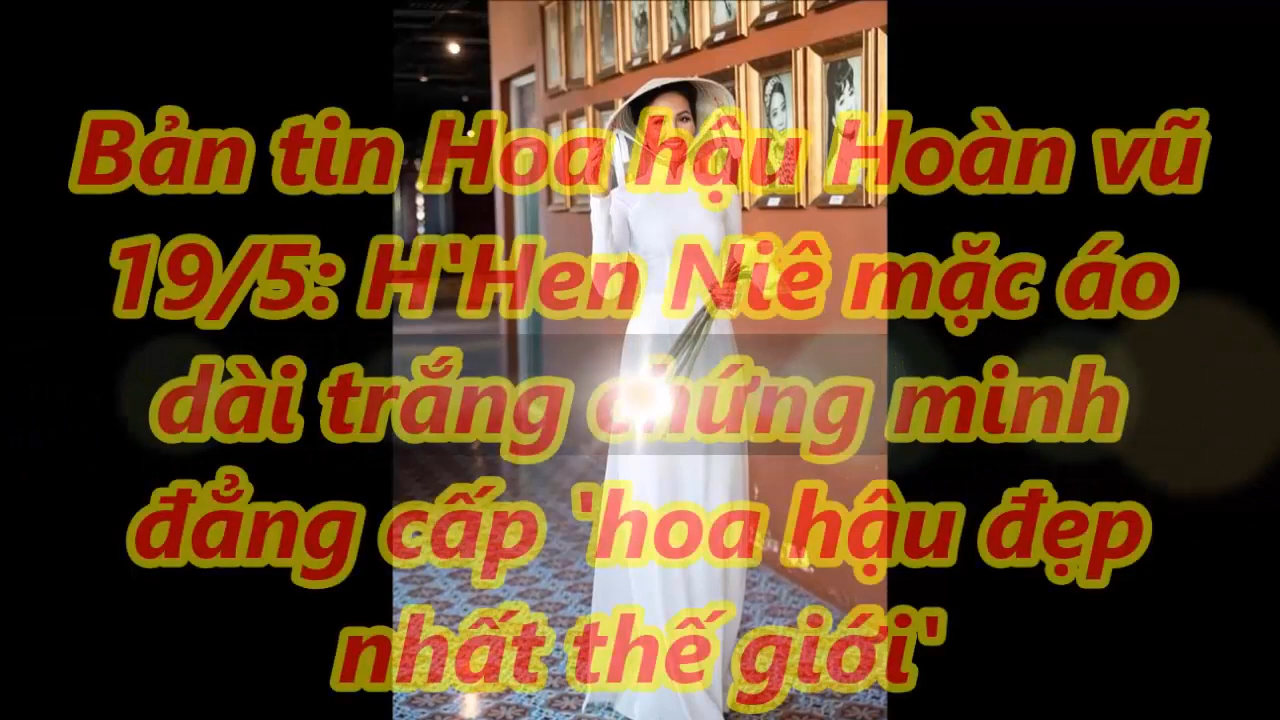 Bản tin Hoa hậu Hoàn vũ
19/5: H'Hen Niê mặc áo
dài trắng chứng minh
đẳng cấp 'hoa hậu đẹp
nhất thế giới'